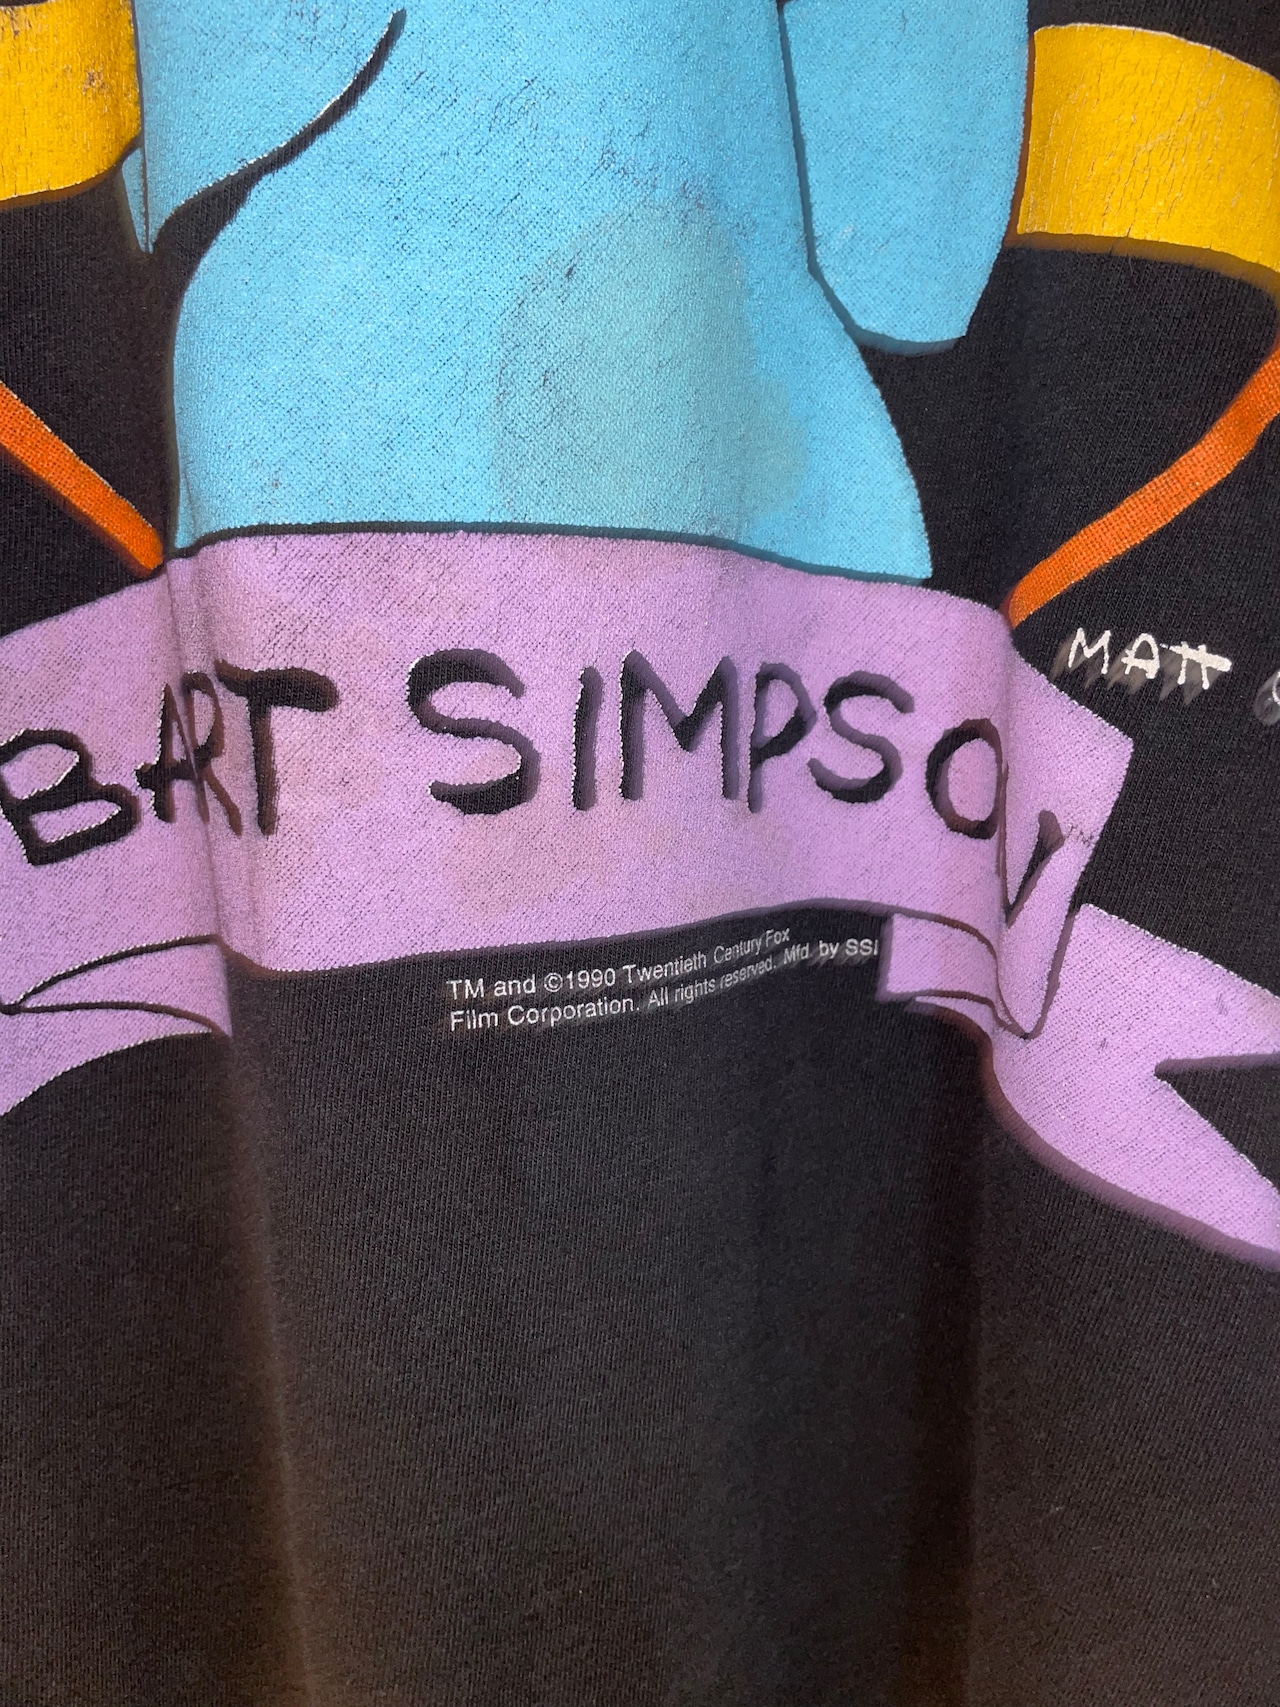 MATT
BART SIMPSON
TM and ©1990 Twentieth Century Fox
Film Corporation. All rights reserved. Mfd. by SSI